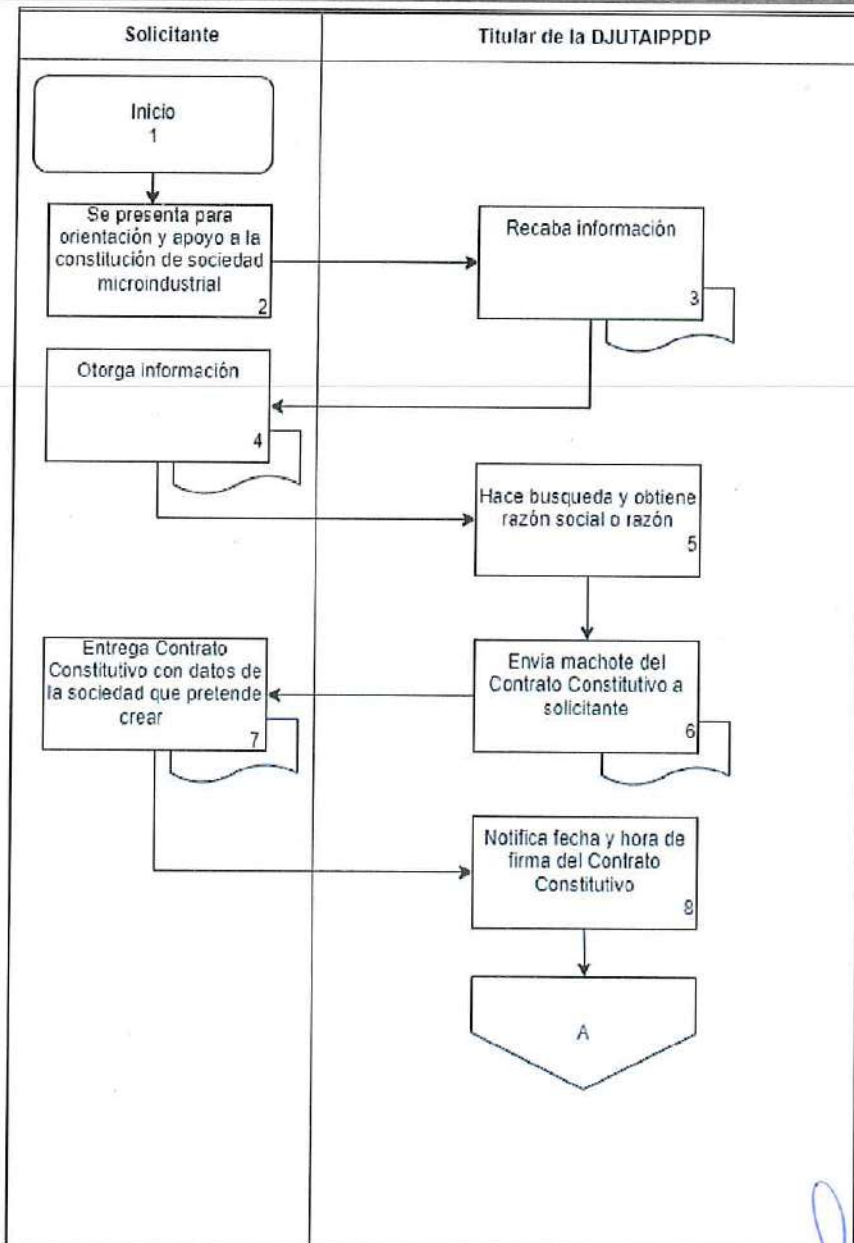 Solicitante
Titular de la DJUTAIPPDP
Inicio
1
Se presenta para
orientación y apoyo a la
constitución de sociedad
microindustrial
2
Recaba información
3
Otorga información
4
Hace busqueda y obtiene
razón social o razón
5
Envia machote del
Contrato Constitutivo a
solicitante
6
Entrega Contrato
Constitutivo con datos de
la sociedad que pretende
crear
7
Notifica fecha y hora de
firma del Contrato
Constitutivo
8
A